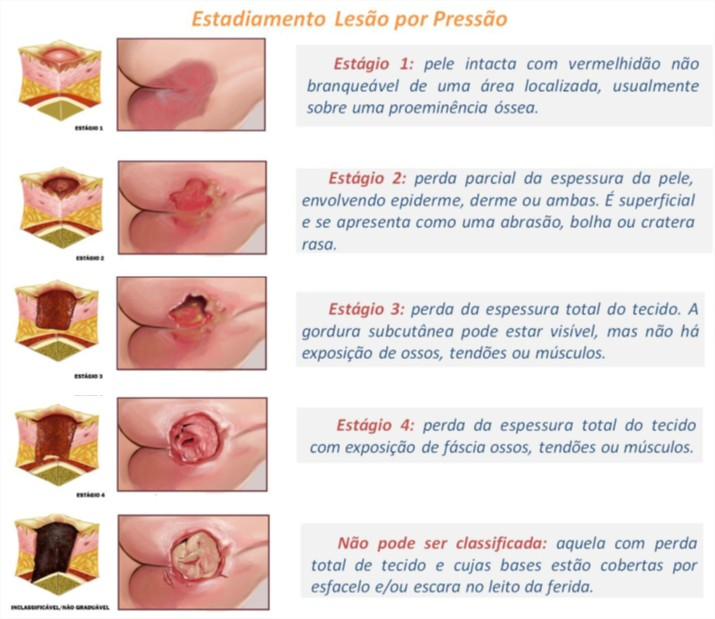 Estadiamento Lesão por Pressão
Estágio 1: pele intacta com vermelhidão não
branqueável de uma área localizada, usualmente
sobre uma proeminência óssea.
ESTÁGIO 1
Estágio 2: perda parcial da espessura da pele,
envolvendo epiderme, derme ou ambas. É superficial
e se apresenta como uma abrasão, bolha ou cratera
rasa.
ESTÁGIO 2
Estágio 3: perda da espessura total do tecido. A
gordura subcutânea pode estar visível, mas não há
exposição de ossos, tendões ou músculos.
ESTÁGIO 3
Estágio 4: perda da espessura total do tecido
com exposição de fáscia ossos, tendões ou músculos.
ESTÁGIO 4
Não pode ser classificada: aquela com perda
total de tecido e cujas bases estão cobertas por
esfacelo e/ou escara no leito da ferida.
INCLASSIFICÁVEL/NÃO GRADUÁVEL